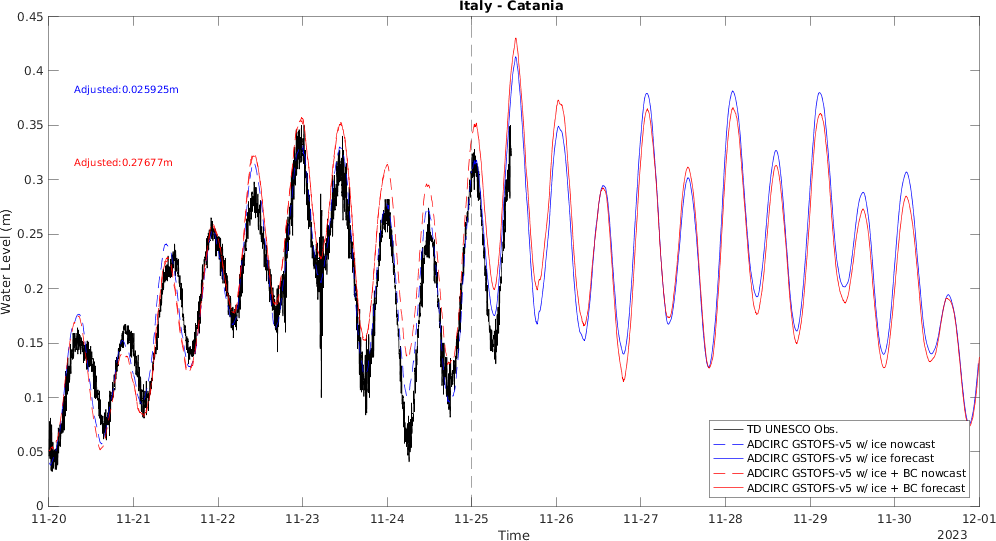 Italy - Catania
0.45
0.4
0.35
0.3
0.25
0.2
0.15
0.1
0.05
0
Water Level (m)
Adjusted:0.025925m
Adjusted:0.27677m
TD UNESCO Obs.
ADCIRC GSTOFS-v5 w/ ice nowcast
ADCIRC GSTOFS-v5 w/ ice forecast
ADCIRC GSTOFS-v5 w/ ice + BC nowcast
ADCIRC GSTOFS-v5 w/ ice + BC forecast
11-20 11-21 11-22 11-23 11-24 11-25 11-26 11-27 11-28 11-29 11-30 12-01
Time
2023